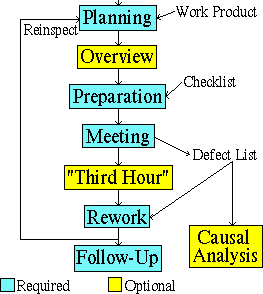 Planning
Work Product
Reinspect
Overview
Checklist
Preparation
Meeting
Defect List
"Third Hour"
Rework
Causal
Analysis
Follow-Up
Required
Optional